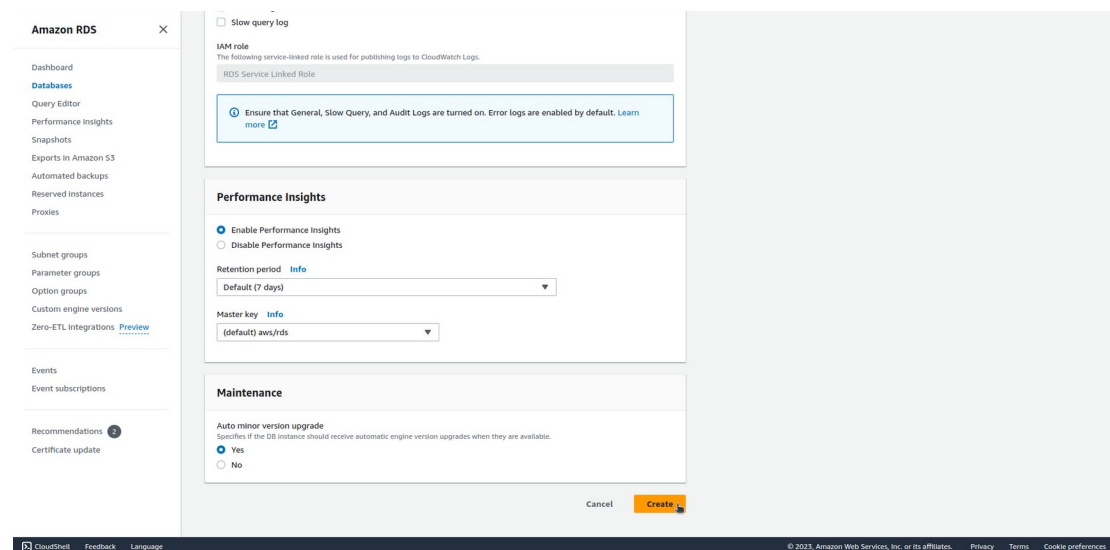 Amazon RDS
Dashboard
Databases
Query Editor
Performance Insights
Snapshots
Exports in Amazon S3
Automated backups
Reserved instances
Proxies
Subnet groups
Parameter groups
Option groups
Custom engine versions
Zero-ETL integrations Preview
Events
Event subscriptions
Recommendations 2
Certificate update
Slow query log
IAM role
The following service-linked role is used for publishing logs to CloudWatch Logs.
RDS Service Linked Role
Ensure that General, Slow Query, and Audit Logs are turned on. Error logs are enabled by default. Learn
more
Performance Insights
Enable Performance Insights
Disable Performance Insights
Retention period Info
Default (7 days)
Master key Info
(default) aws/rds
Maintenance
Auto minor version upgrade
Specifies if the DB instance should receive automatic engine version upgrades when they are available.
Yes
No
Cancel Create
CloudShell Feedback Language © 2023, Amazon Web Services, Inc. or its affiliates. Privacy Terms Cookie preferences